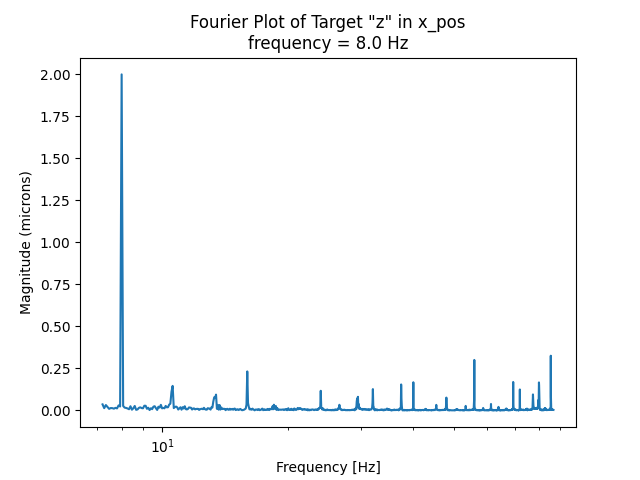 Fourier Plot of Target "z" in x_pos
frequency = 8.0 Hz
2.00
1.75
1.50
1.25
1.00
0.75
0.50
0.25
0.00
Magnitude (microns)
10¹
Frequency [Hz]